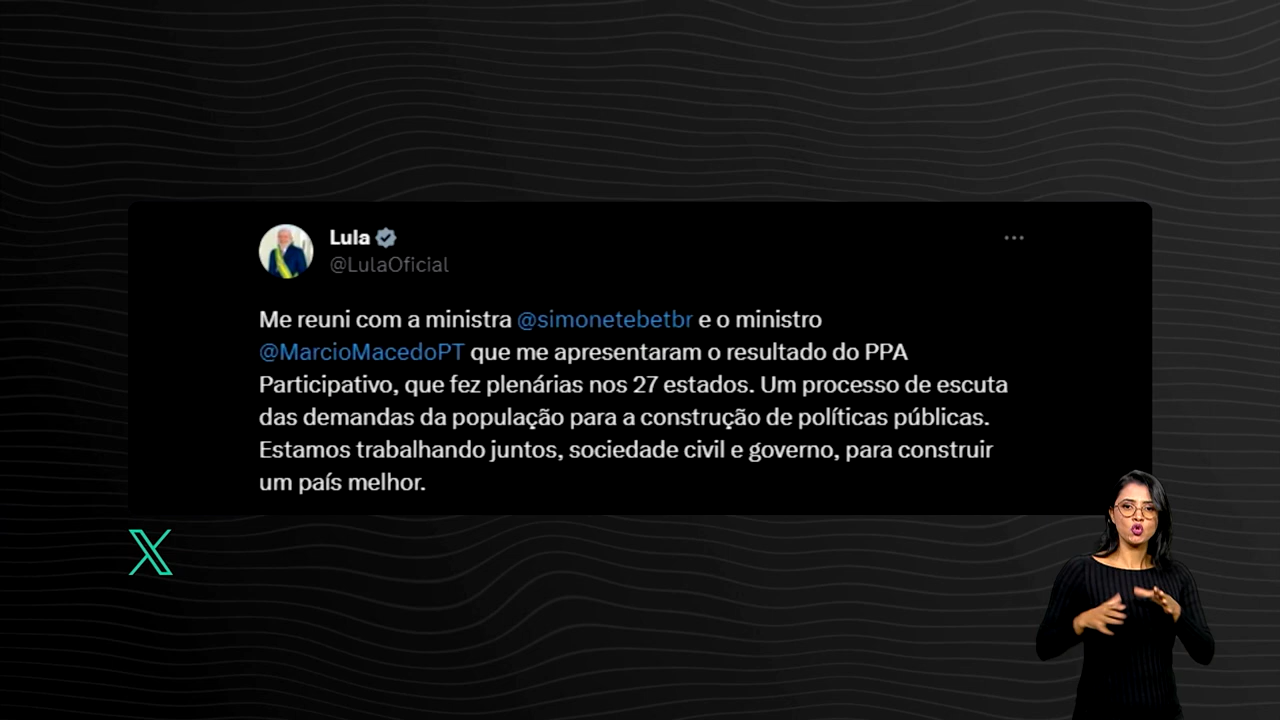 Lula
@LulaOficial
Me reuni com a ministra @simonetebetbr e o ministro
@MarcioMacedoPT que me apresentaram o resultado do PPA
Participativo, que fez plenárias nos 27 estados. Um processo de escuta
das demandas da população para a construção de políticas públicas.
Estamos trabalhando juntos, sociedade civil e governo, para construir
um país melhor.